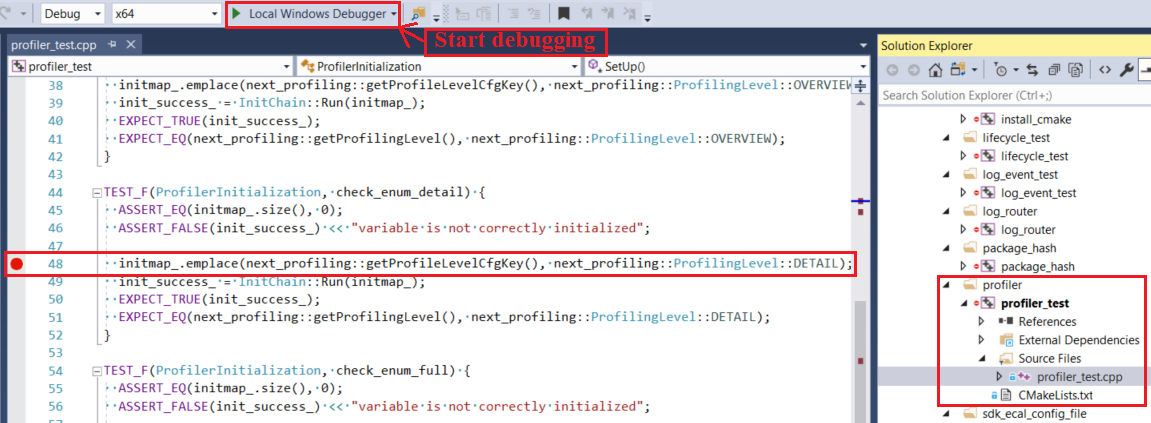 Debug x64 Local Windows Debugger
Start debugging
profiler_test.cpp
profiler_test ProfilerInitialization SetUp()
38 initmap_.emplace(next_profiling::getProfileLevelCfgKey(), next_profiling::ProfilingLevel::OVERVIEW
39 init_success_ = InitChain::Run(initmap_);
40 EXPECT_TRUE(init_success_);
41 EXPECT_EQ(next_profiling::getProfilingLevel(), next_profiling::ProfilingLevel::OVERVIEW);
42 }
43
44 TEST_F(ProfilerInitialization, check_enum_detail) {
45 ASSERT_EQ(initmap_.size(), 0);
46 ASSERT_FALSE(init_success_) << "variable is not correctly initialized";
47
48 initmap_.emplace(next_profiling::getProfileLevelCfgKey(), next_profiling::ProfilingLevel::DETAIL);
49 init_success_ = InitChain::Run(initmap_);
50 EXPECT_TRUE(init_success_);
51 EXPECT_EQ(next_profiling::getProfilingLevel(), next_profiling::ProfilingLevel::DETAIL);
52 }
53
54 TEST_F(ProfilerInitialization, check_enum_full) {
55 ASSERT_EQ(initmap_.size(), 0);
56 ASSERT_FALSE(init_success_) << "variable is not correctly initialized";
Solution Explorer
Search Solution Explorer (Ctrl+;)
install_cmake
lifecycle_test
lifecycle_test
log_event_test
log_event_test
log_router
log_router
package_hash
package_hash
profiler
profiler_test
References
External Dependencies
Source Files
profiler_test.cpp
CMakeLists.txt
sdk_ecal_config_file